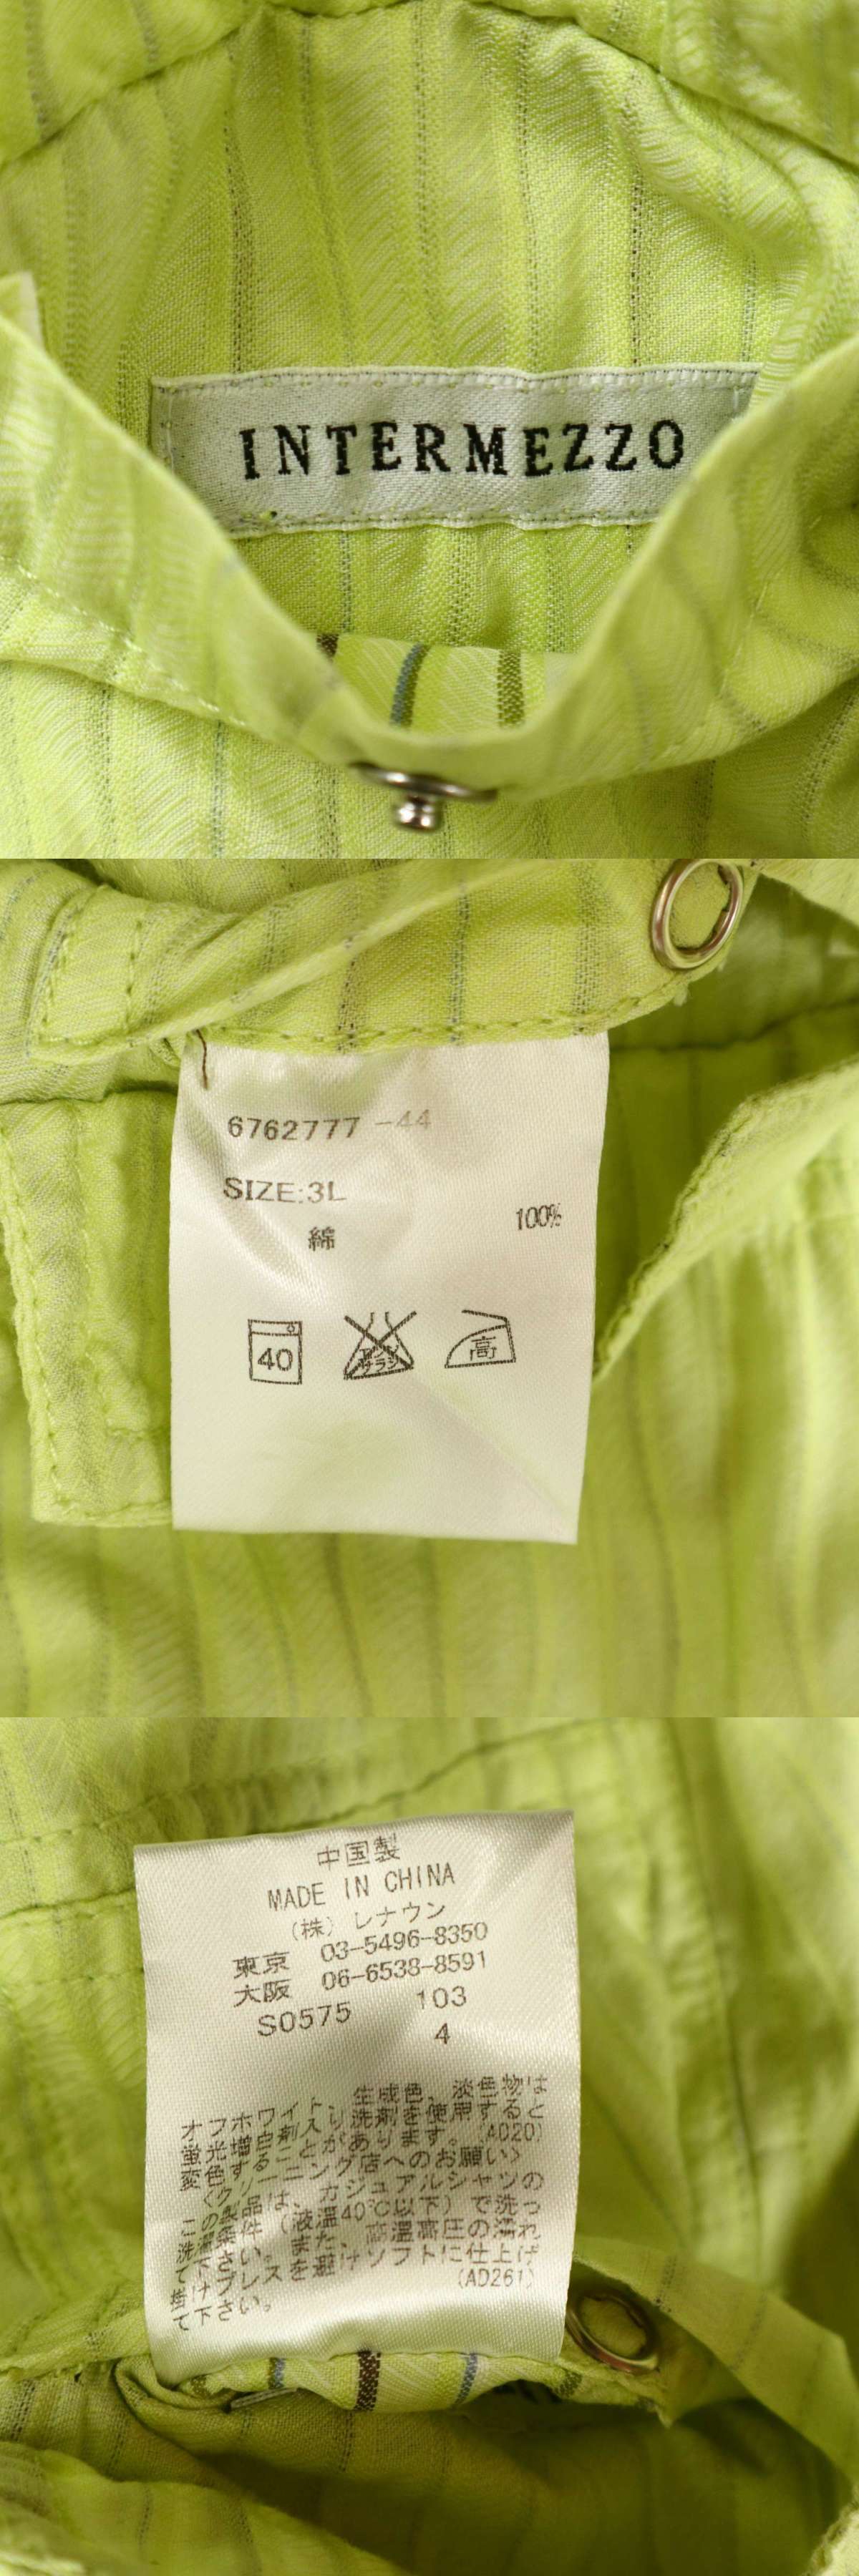 INTERMEZZO
6762777 -44
SIZE:3L
綿 100%
40
エンソ
サラシ
高
中国製
MADE IN CHINA
(株) レナウン
東京 03-5496-8350
大阪 06-6538-8591
S0575 103
4
オフホワイト、生成色、淡色物は
蛍光増白剤入り洗剤を使用すると
変色することがあります。(A020)
<クリーニング店へのお願い>
この製品は、カジュアルシャツの
洗濯条件(液温40℃以下)で洗っ
て下さい。また、高温高圧の濡れ
掛けプレスを避けソフトに仕上げ
て下さい。 (AD261)